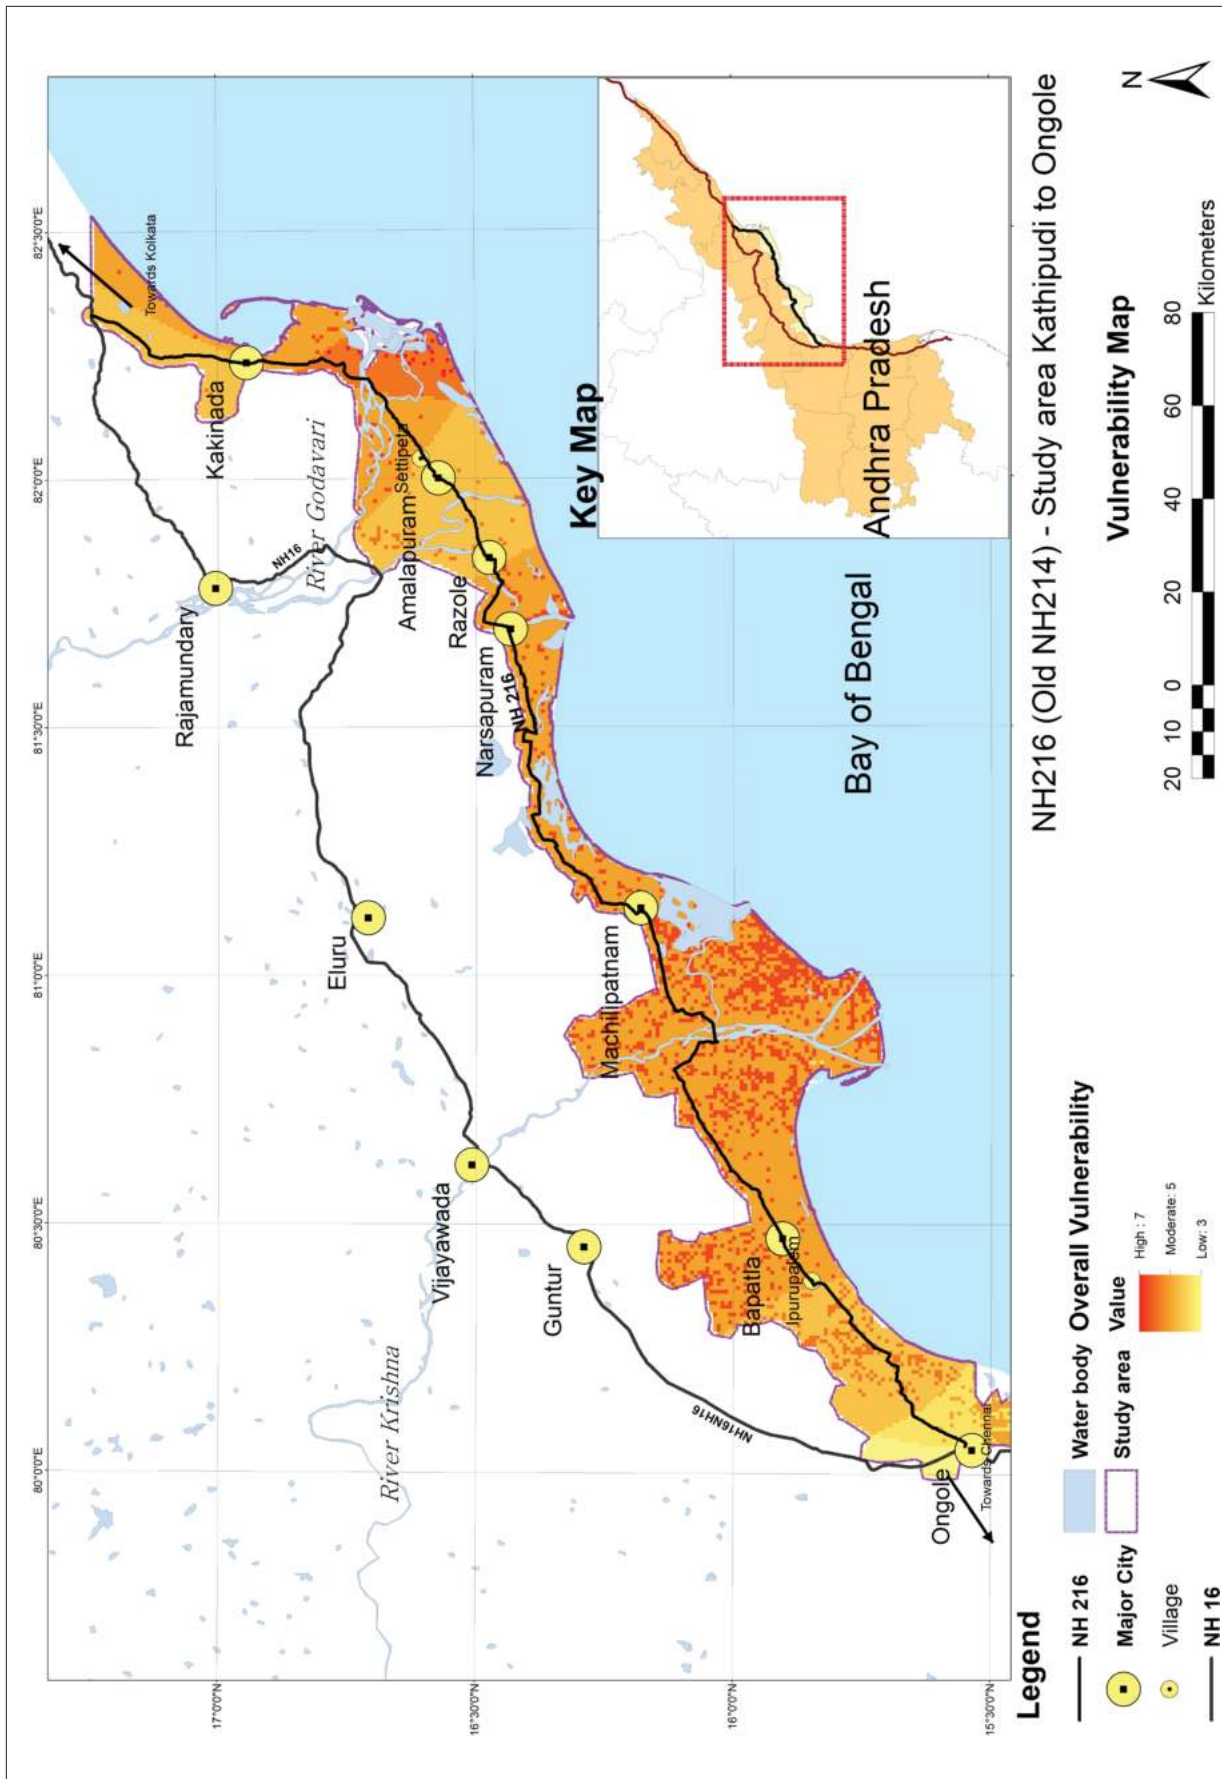 82°30'0"E
82°0'0"E
81°30'0"E
81°0'0"E
80°30'0"E
80°0'0"E
17°0'0"N
16°30'0"N
16°0'0"N
15°30'0"N
Towards Kolkata
Kakinada
River Godavari
Rajamundary
NH16
Settipeta
Amalapuram
Razole
Narsapuram
NH 216
Eluru
Machilipatnam
Vijayawada
Guntur
River Krishna
Bapatla
Ipurupalem
NH16NH16
Ongole
Towards Chennai
Bay of Bengal
Key Map
Andhra Pradesh
NH216 (Old NH214) - Study area Kathipudi to Ongole
Vulnerability Map
N
20 10 0 20 40 60 80
Kilometers
Legend
NH 216
Major City
Village
NH 16
Water body
Study area
Overall Vulnerability
Value
High : 7
Moderate: 5
Low: 3